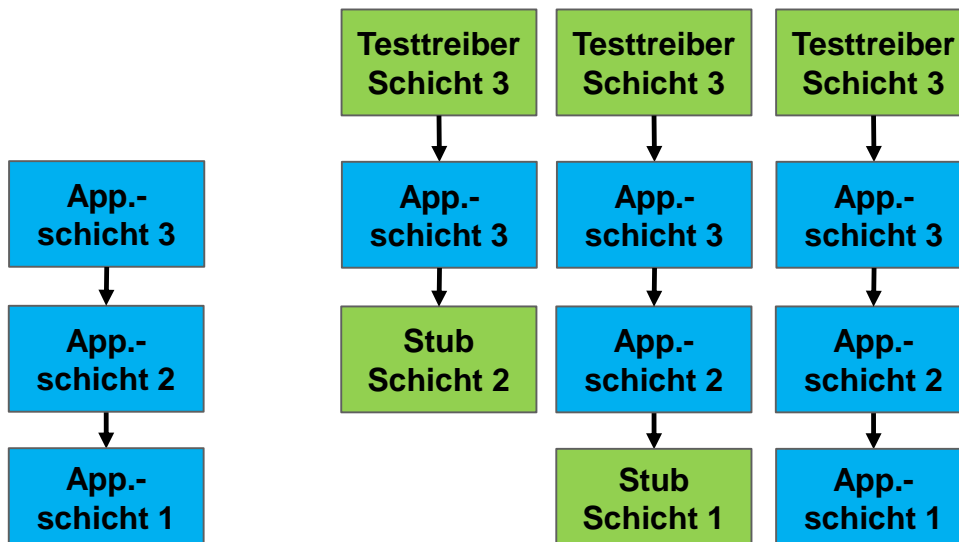 App.-
schicht 3
App.-
schicht 2
App.-
schicht 1
Testtreiber
Schicht 3
App.-
schicht 3
Stub
Schicht 2
Testtreiber
Schicht 3
App.-
schicht 3
App.-
schicht 2
Stub
Schicht 1
Testtreiber
Schicht 3
App.-
schicht 3
App.-
schicht 2
App.-
schicht 1